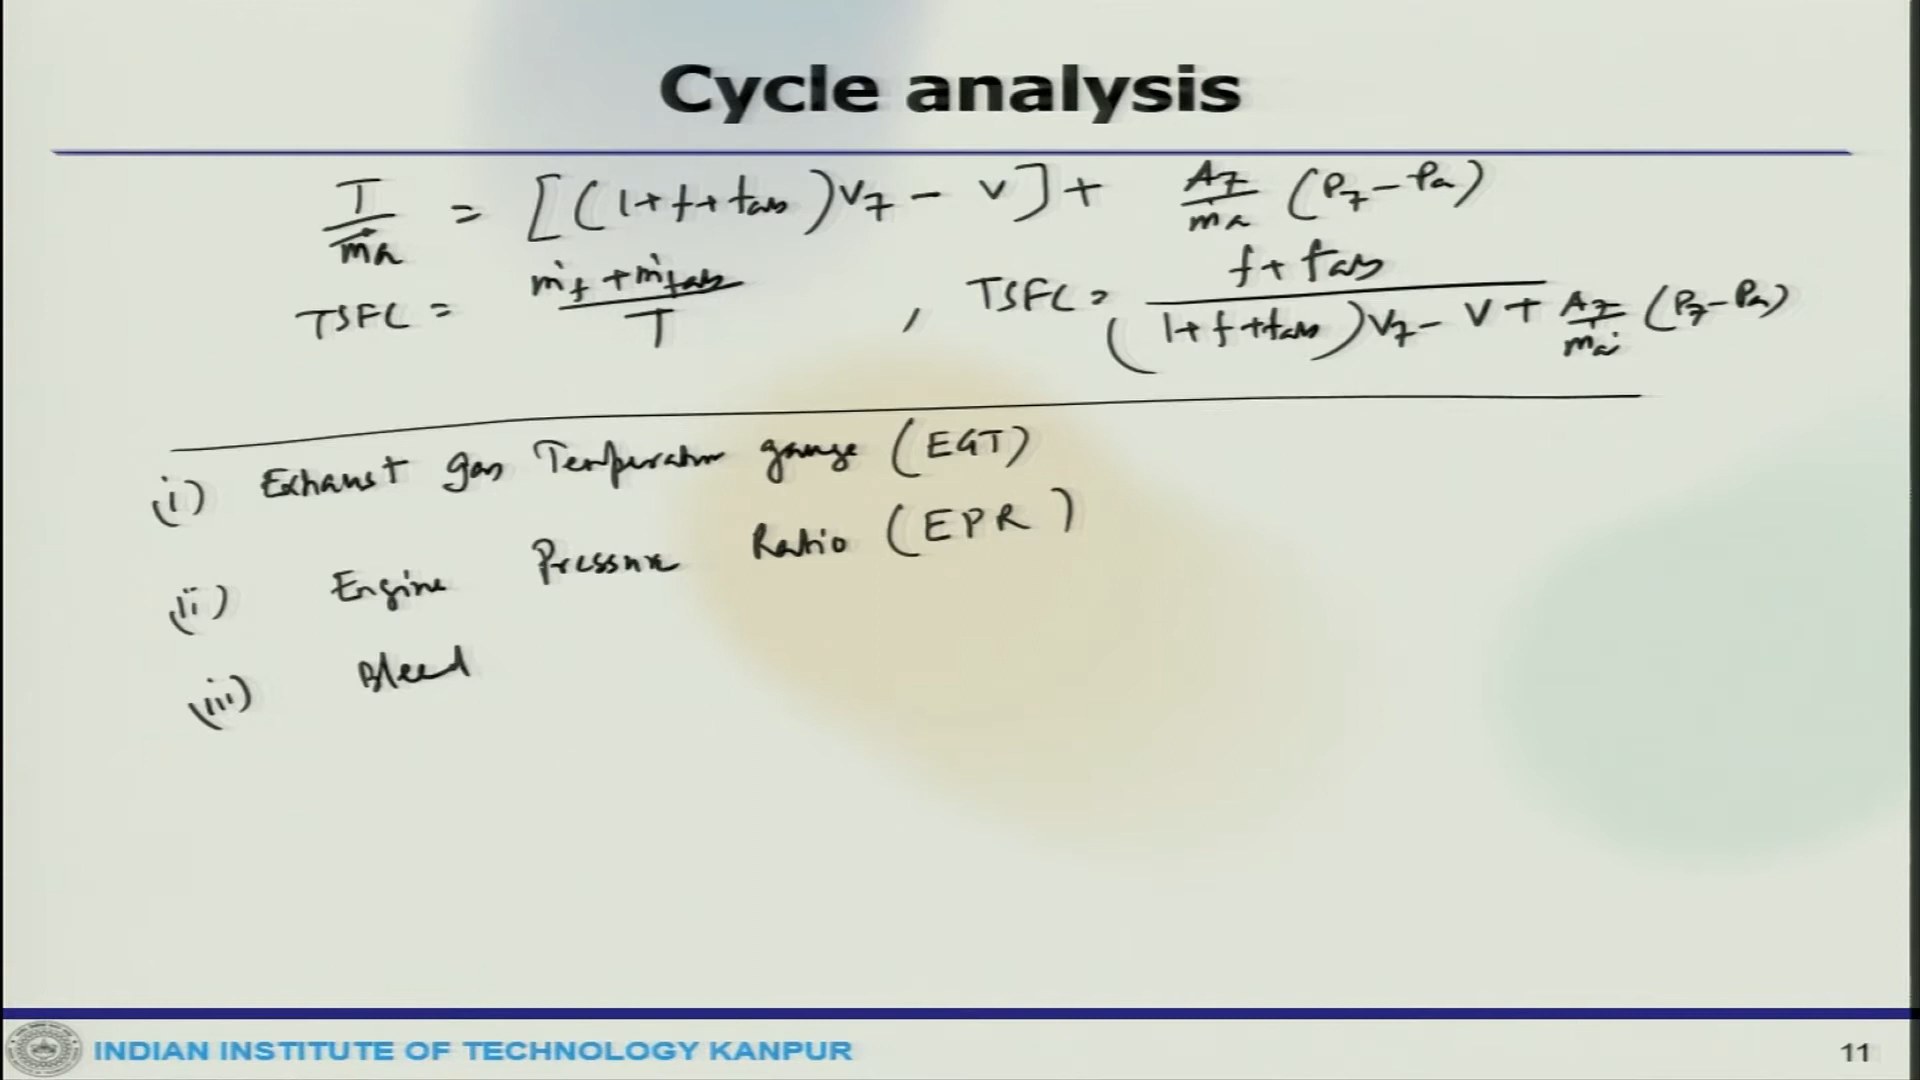 Cycle analysis
T/ṁa = [(1+f+fab)V7 - V] + A7/ṁa (P7-Pa)
TSFC = (ṁf + ṁfab)/T , TSFC = (f+fab)/((1+f+fab)V7 - V + A7/ṁa (P7-Pa))
(i) Exhaust gas Temperature gauge (EGT)
(ii) Engine Pressure Ratio (EPR)
(iii) Bleed
INDIAN INSTITUTE OF TECHNOLOGY KANPUR
11